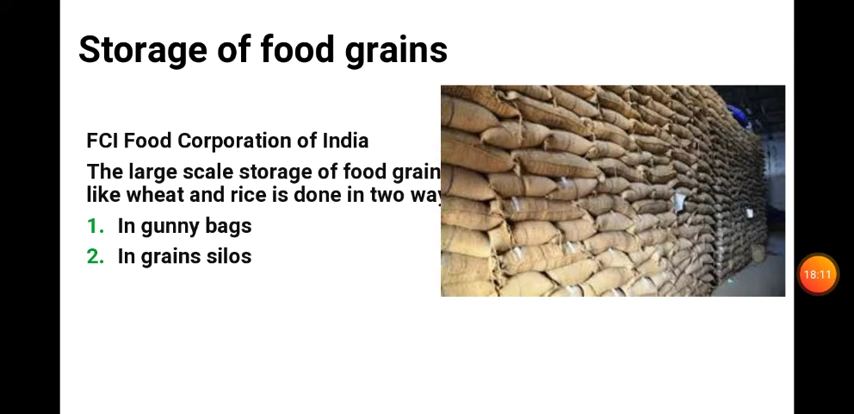 Storage of food grains
FCI Food Corporation of India
The large scale storage of food grain
like wheat and rice is done in two way
1. In gunny bags
2. In grains silos
18:11